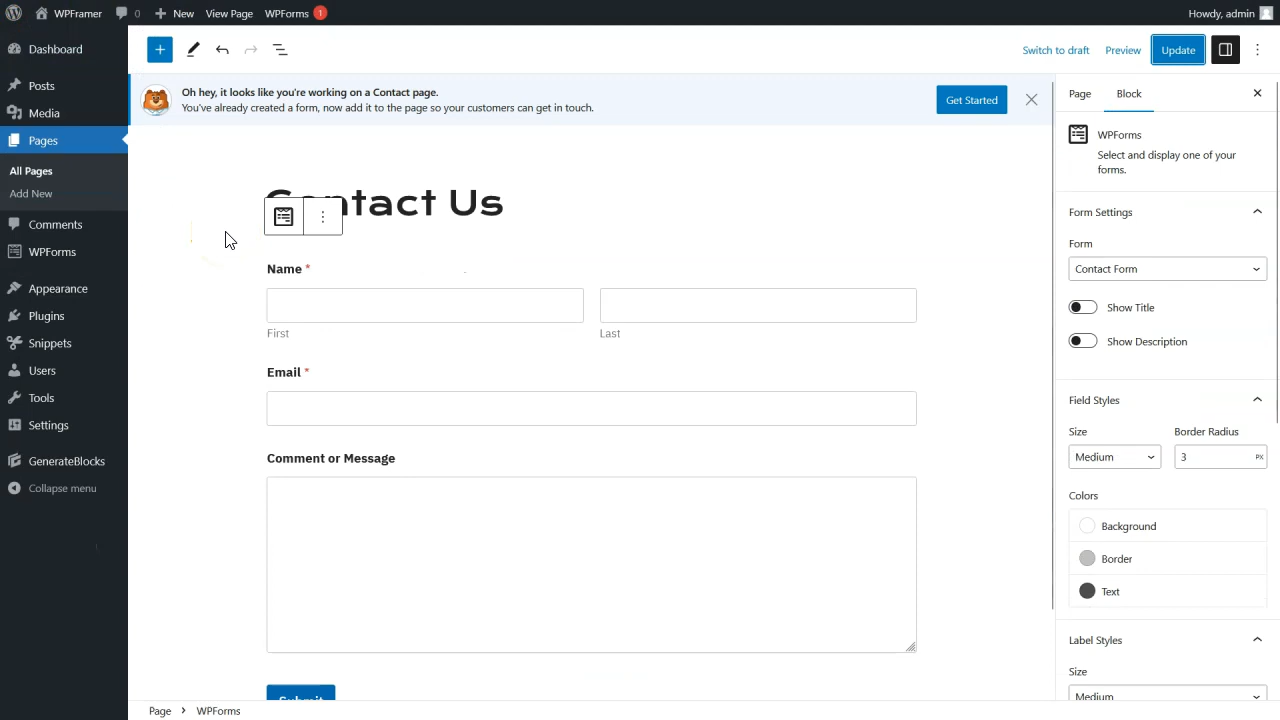 WPFramer 0 New View Page WPForms 1 Howdy, admin
Dashboard
Posts
Media
Pages
All Pages
Add New
Comments
WPForms
Appearance
Plugins
Snippets
Users
Tools
Settings
GenerateBlocks
Collapse menu
Switch to draft Preview Update
Oh hey, it looks like you're working on a Contact page.
You've already created a form, now add it to the page so your customers can get in touch.
Get Started
Contact Us
Name *
First Last
Email *
Comment or Message
Submit
Page Block
WPForms
Select and display one of your
forms.
Form Settings
Form
Contact Form
Show Title
Show Description
Field Styles
Size Border Radius
Medium 3 PX
Colors
Background
Border
Text
Label Styles
Size
Medium
Page WPForms